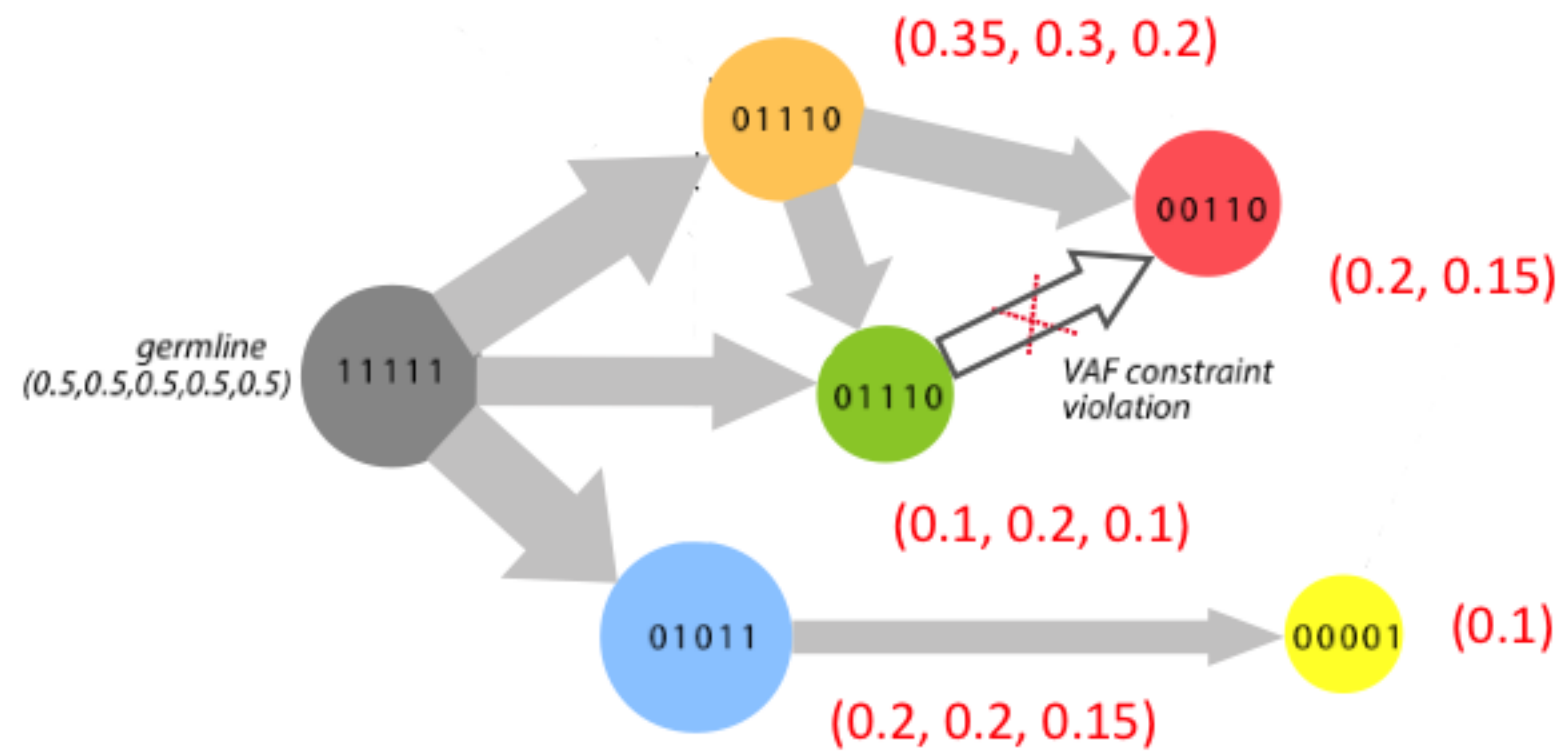 (0.35, 0.3, 0.2)
01110
00110
(0.2, 0.15)
germline
(0.5,0.5,0.5,0.5,0.5)
11111
01110
VAF constraint
violation
(0.1, 0.2, 0.1)
01011
00001
(0.1)
(0.2, 0.2, 0.15)